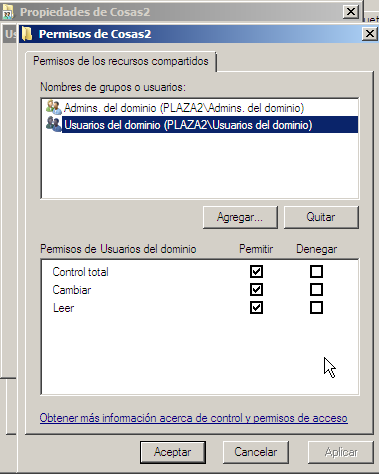 Propiedades de Cosas2
Permisos de Cosas2
Permisos de los recursos compartidos
Nombres de grupos o usuarios:
Admins. del dominio (PLAZA2\Admins. del dominio)
Usuarios del dominio (PLAZA2\Usuarios del dominio)
Agregar... Quitar
Permisos de Usuarios del dominio Permitir Denegar
Control total
Cambiar
Leer
Obtener más información acerca de control y permisos de acceso
Aceptar Cancelar Aplicar